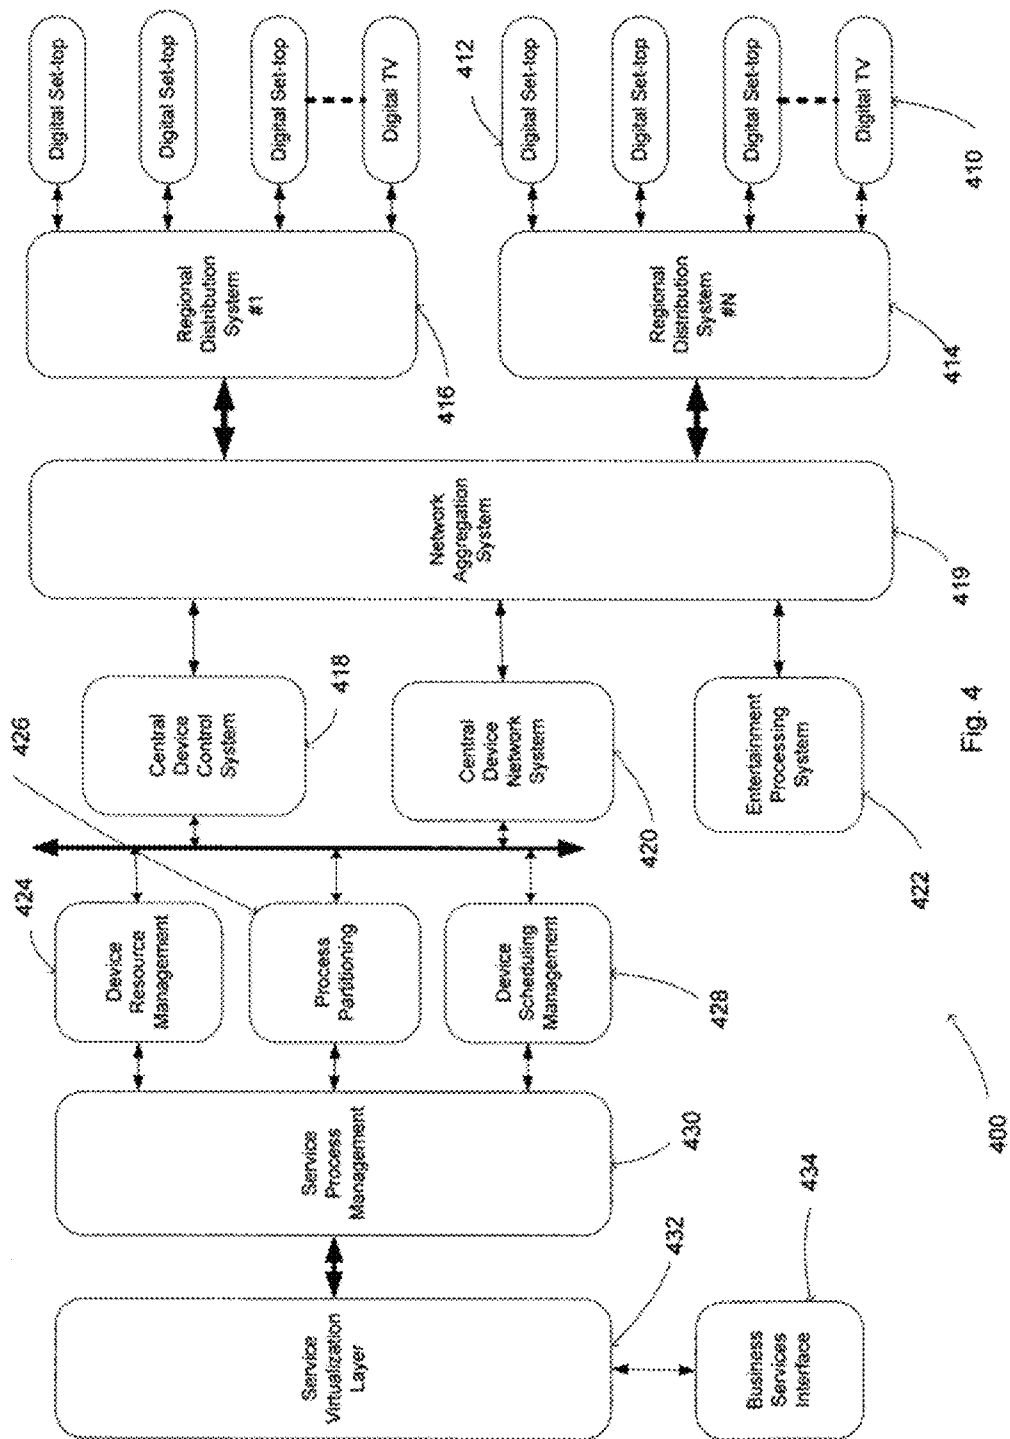 Digital Set-top
Digital Set-top
Digital Set-top
Digital TV
412
Digital Set-top
Digital Set-top
Digital Set-top
Digital TV
410
Regional
Distribution
System
#1
416
Regional
Distribution
System
#N
414
Network
Aggregation
System
419
Central
Device
Control
System
418
Central
Device
Network
System
420
Entertainment
Processing
System
422
426
424
Device
Resource
Management
Process
Partitioning
Device
Scheduling
Management
428
Service
Process
Management
430
Service
Virtualization
Layer
432
Business
Services
Interface
434
400
Fig. 4